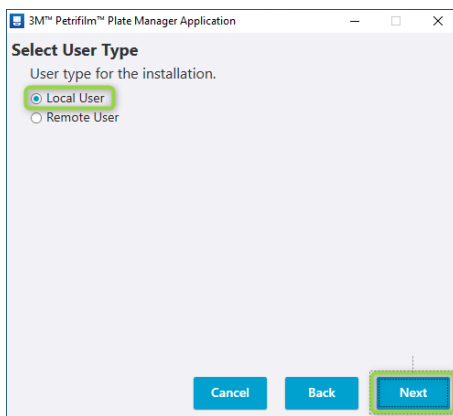 3M™ Petrifilm™ Plate Manager Application
Select User Type
User type for the installation.
Local User
Remote User
Cancel Back Next